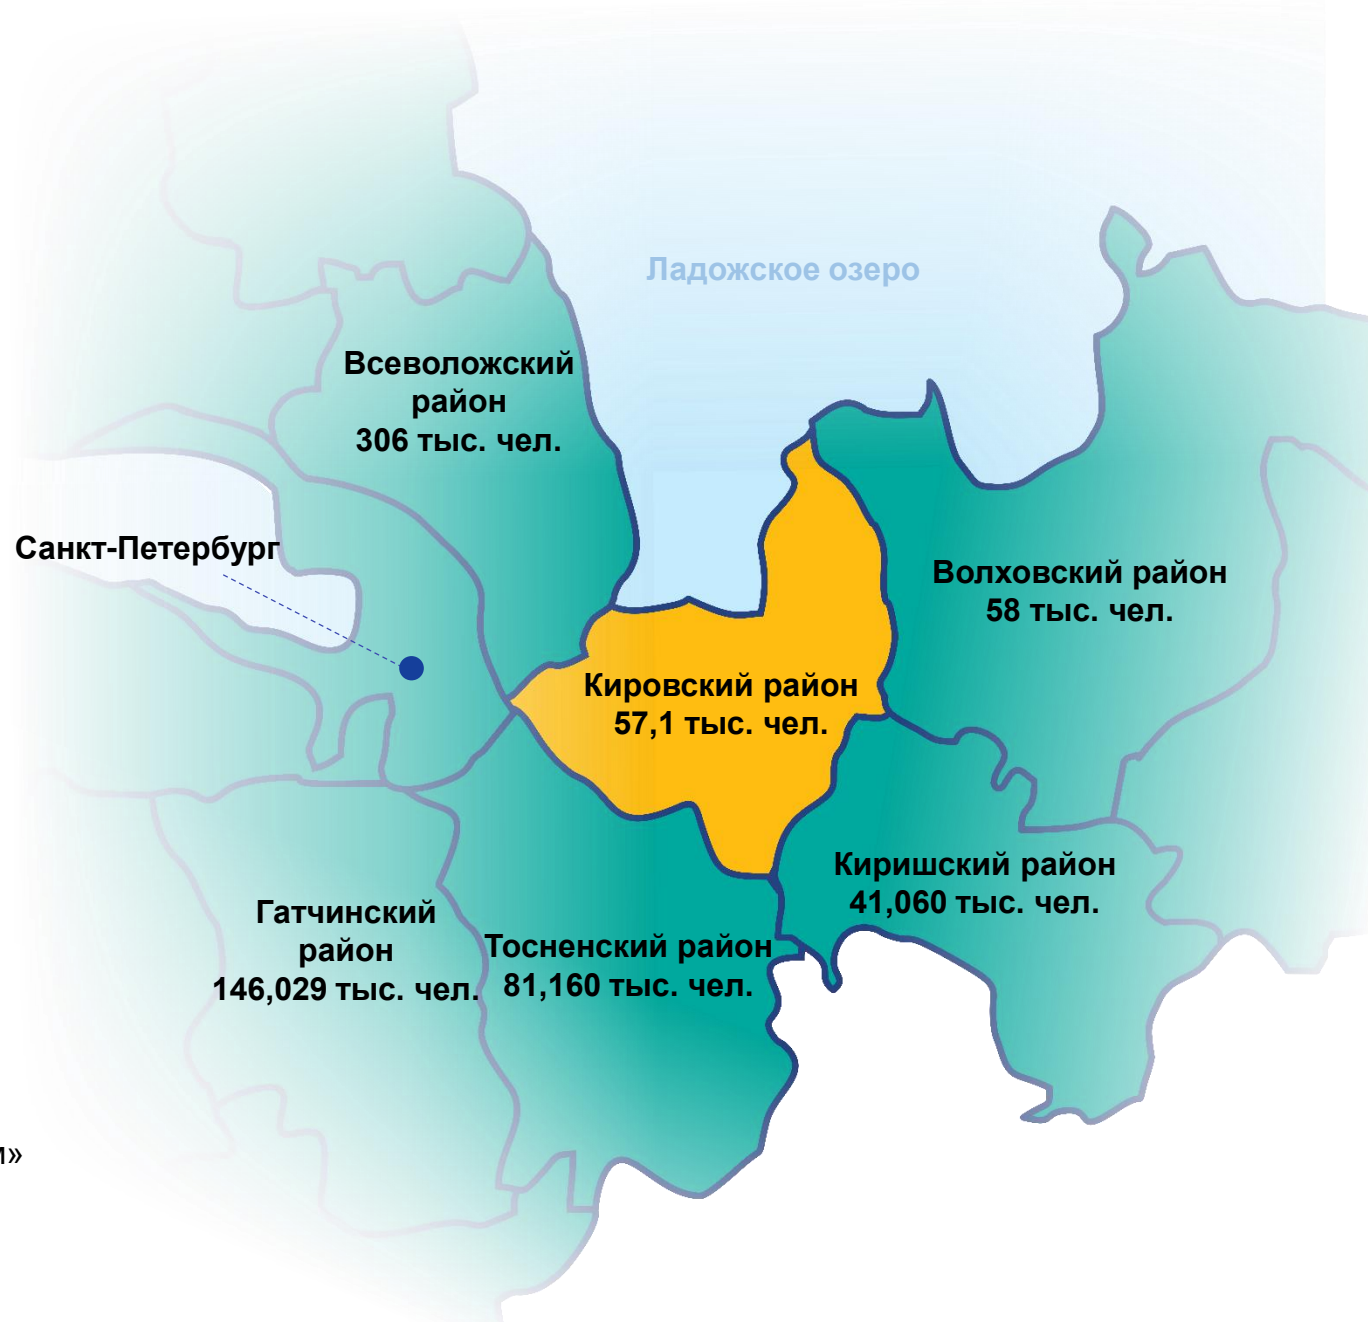 Ладожское озеро
Всеволожский
район
306 тыс. чел.
Санкт-Петербург
Волховский район
58 тыс. чел.
Кировский район
57,1 тыс. чел.
Киришский район
41,060 тыс. чел.
Гатчинский
район
146,029 тыс. чел.
Тосненский район
81,160 тыс. чел.